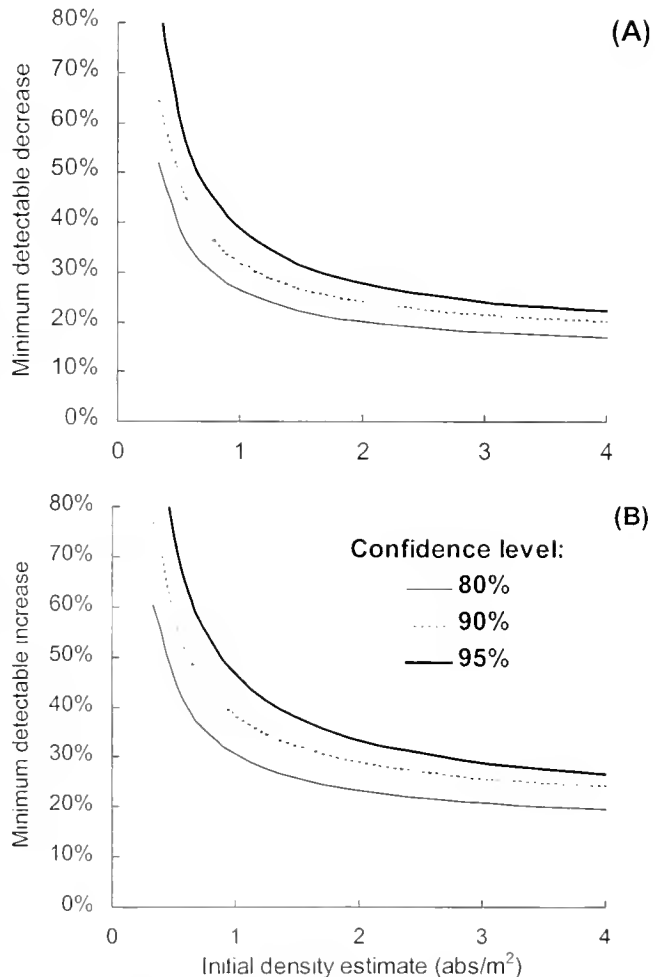 (A)
Minimum detectable decrease
80%
70%
60%
50%
40%
30%
20%
10%
0%
0 1 2 3 4
(B)
Minimum detectable increase
80%
70%
60%
50%
40%
30%
20%
10%
0%
Confidence level:
80%
90%
95%
0 1 2 3 4
Initial density estimate (abs/m²)